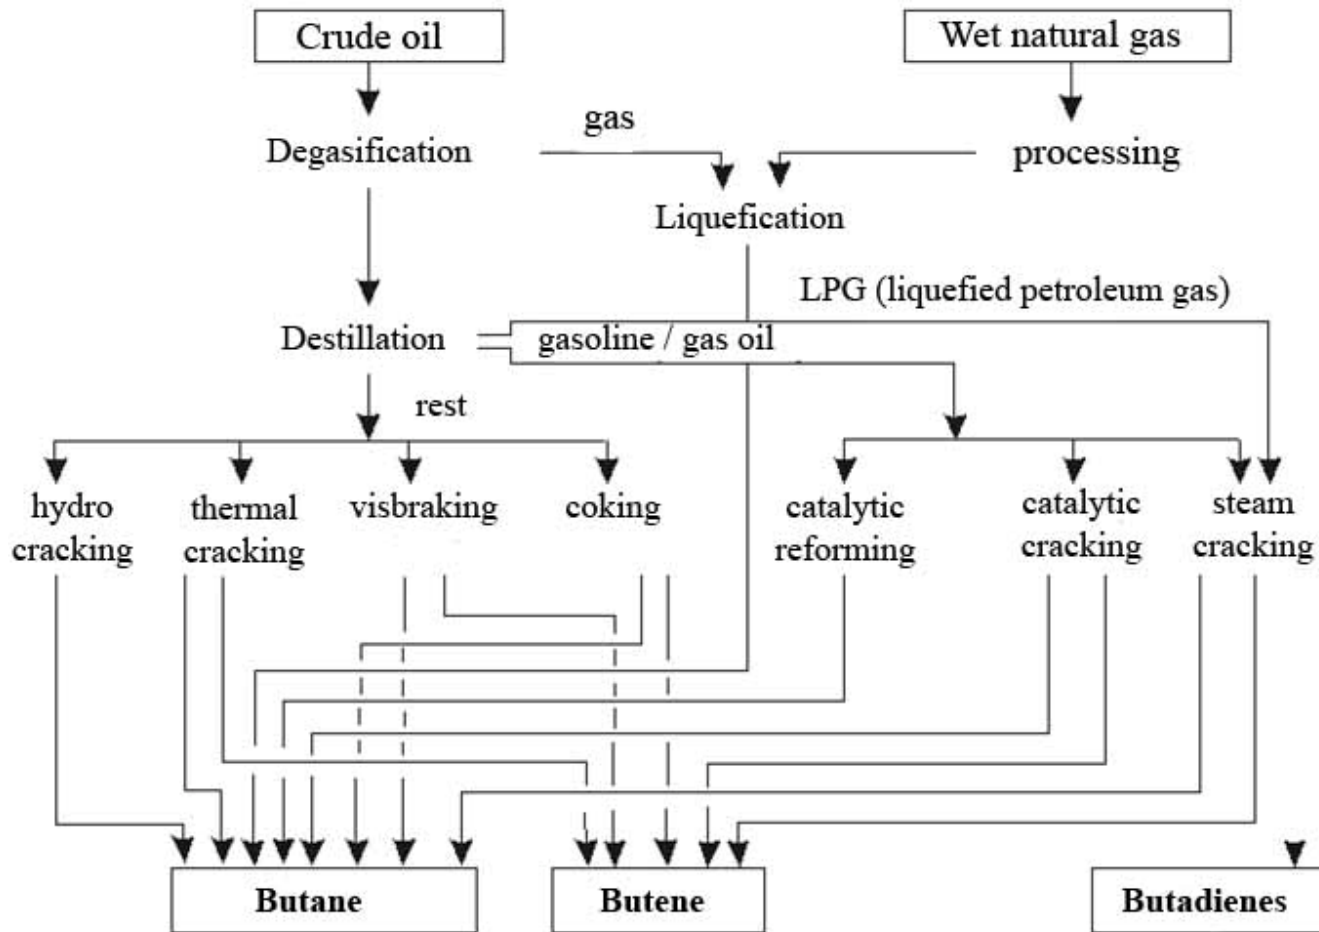 Crude oil
Wet natural gas
gas
Degasification
processing
Liquefication
LPG (liquefied petroleum gas)
Destillation
gasoline / gas oil
rest
hydro
cracking
thermal
cracking
visbraking
coking
catalytic
reforming
catalytic
cracking
steam
cracking
Butane
Butene
Butadienes